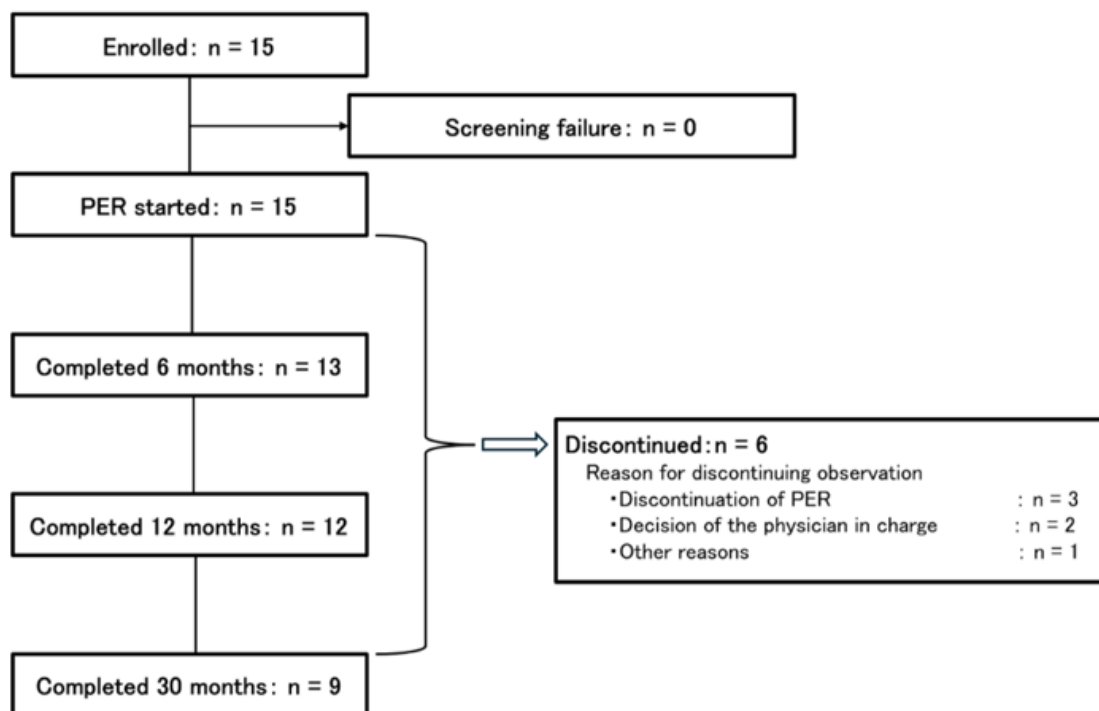 Enrolled: n = 15
Screening failure: n = 0
PER started: n = 15
Completed 6 months: n = 13
Completed 12 months: n = 12
Completed 30 months: n = 9
Discontinued:n = 6
Reason for discontinuing observation
・Discontinuation of PER : n = 3
・Decision of the physician in charge : n = 2
・Other reasons : n = 1